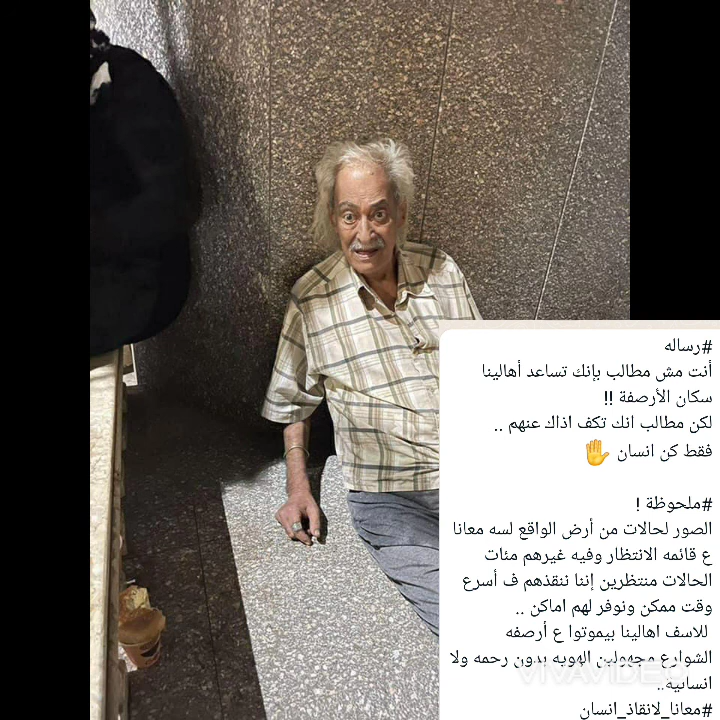 #رساله
أنت مش مطالب بإنك تساعد أهالينا
سكان الأرصفة !!
لكن مطالب انك تكف اذاك عنهم ..
فقط كن انسان ✋
#ملحوظة !
الصور لحالات من أرض الواقع لسه معانا
ع قائمه الانتظار وفيه غيرهم مئات
الحالات منتظرين إننا ننقذهم ف أسرع
وقت ممكن ونوفر لهم اماكن ..
للاسف اهالينا بيموتوا ع أرصفه
الشوارع مجهولين الهويه بدون رحمه ولا
انسانية..
#معانا_لانقاذ_انسان
VIVAVIDEO